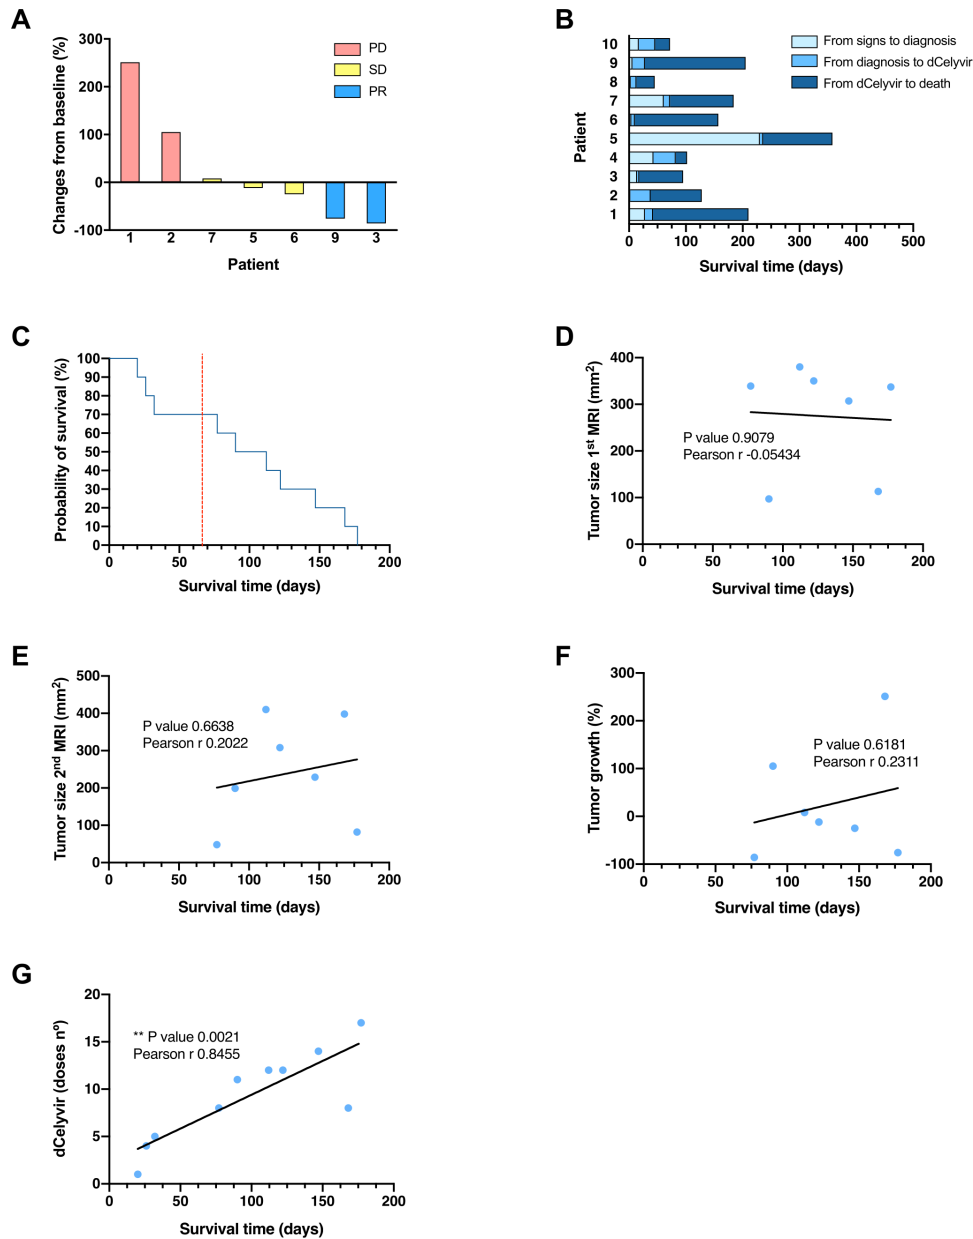 A
300
200
100
0
-100
Changes from baseline (%)
PD
SD
PR
1 2 7 5 6 9 3
Patient
B
10
9
8
7
6
5
4
3
2
1
Patient
From signs to diagnosis
From diagnosis to dCelyvir
From dCelyvir to death
0 100 200 300 400 500
Survival time (days)
C
100
90
80
70
60
50
40
30
20
10
0
Probability of survival (%)
0 50 100 150 200
Survival time (days)
D
400
300
200
100
0
Tumor size 1st MRI (mm2)
P value 0.9079
Pearson r -0.05434
0 50 100 150 200
Survival time (days)
E
500
400
300
200
100
0
Tumor size 2nd MRI (mm2)
P value 0.6638
Pearson r 0.2022
0 50 100 150 200
Survival time (days)
F
300
200
100
0
-100
Tumor growth (%)
P value 0.6181
Pearson r 0.2311
0 50 100 150 200
Survival time (days)
G
20
15
10
5
0
dCelyvir (doses nº)
** P value 0.0021
Pearson r 0.8455
0 50 100 150 200
Survival time (days)